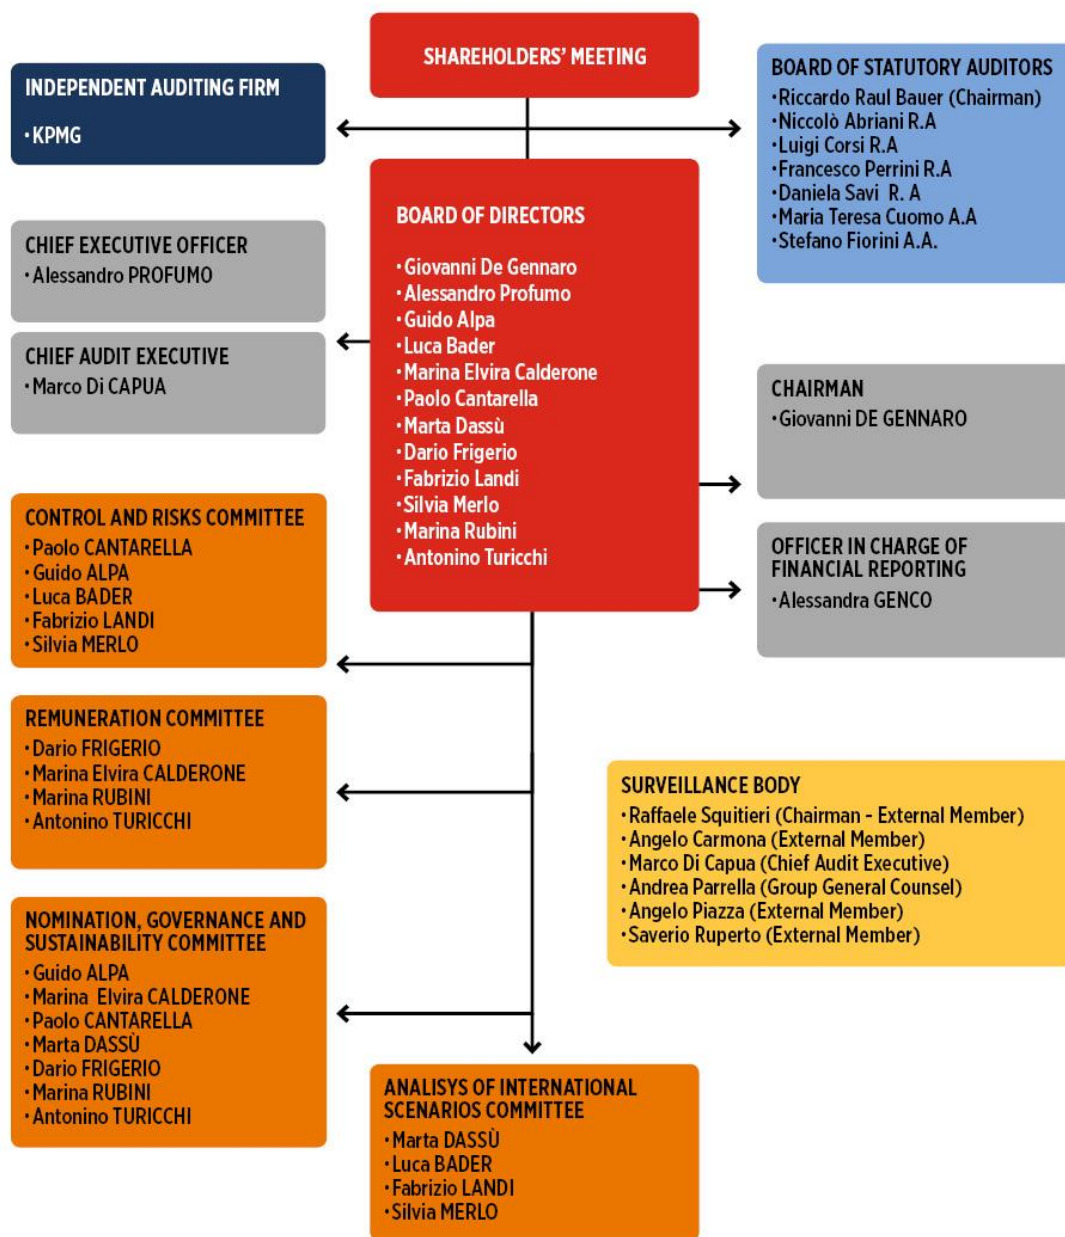 SHAREHOLDERS’ MEETING
INDEPENDENT AUDITING FIRM
• KPMG
BOARD OF STATUTORY AUDITORS
• Riccardo Raul Bauer (Chairman)
• Niccolò Abriani R.A
• Luigi Corsi R.A
• Francesco Perrini R.A
• Daniela Savi R. A
• Maria Teresa Cuomo A.A
• Stefano Fiorini A.A.
BOARD OF DIRECTORS
• Giovanni De Gennaro
• Alessandro Profumo
• Guido Alpa
• Luca Bader
• Marina Elvira Calderone
• Paolo Cantarella
• Marta Dassù
• Dario Frigerio
• Fabrizio Landi
• Silvia Merlo
• Marina Rubini
• Antonino Turicchi
CHIEF EXECUTIVE OFFICER
• Alessandro PROFUMO
CHIEF AUDIT EXECUTIVE
• Marco Di CAPUA
CHAIRMAN
• Giovanni DE GENNARO
OFFICER IN CHARGE OF
FINANCIAL REPORTING
• Alessandra GENCO
CONTROL AND RISKS COMMITTEE
• Paolo CANTARELLA
• Guido ALPA
• Luca BADER
• Fabrizio LANDI
• Silvia MERLO
REMUNERATION COMMITTEE
• Dario FRIGERIO
• Marina Elvira CALDERONE
• Marina RUBINI
• Antonino TURICCHI
SURVEILLANCE BODY
• Raffaele Squitieri (Chairman - External Member)
• Angelo Carmona (External Member)
• Marco Di Capua (Chief Audit Executive)
• Andrea Parrella (Group General Counsel)
• Angelo Piazza (External Member)
• Saverio Ruperto (External Member)
NOMINATION, GOVERNANCE AND
SUSTAINABILITY COMMITTEE
• Guido ALPA
• Marina Elvira CALDERONE
• Paolo CANTARELLA
• Marta DASSÙ
• Dario FRIGERIO
• Marina RUBINI
• Antonino TURICCHI
ANALISYS OF INTERNATIONAL
SCENARIOS COMMITTEE
• Marta DASSÙ
• Luca BADER
• Fabrizio LANDI
• Silvia MERLO